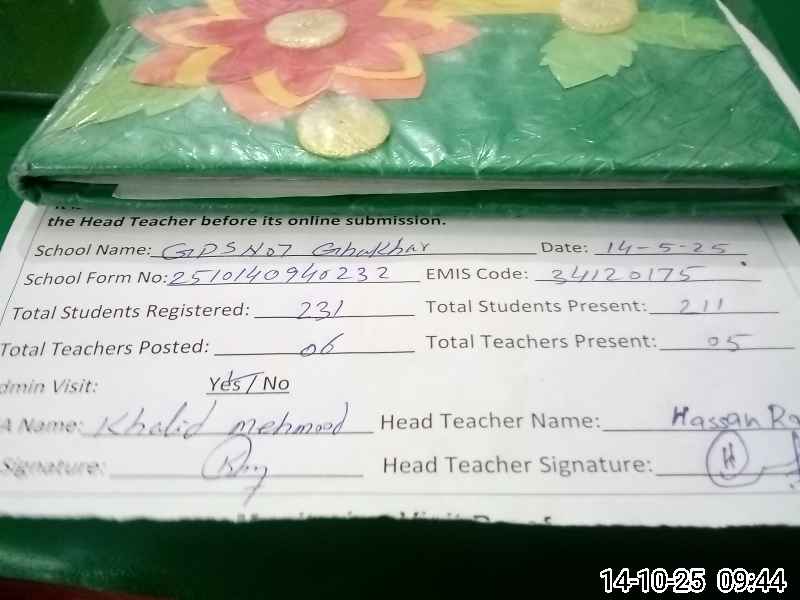 the Head Teacher before its online submission.
School Name: GPS No7 Ghakhar Date: 14-5-25
School Form No: 2510140940232 EMIS Code: 34120175
Total Students Registered: 231 Total Students Present: 211
Total Teachers Posted: 06 Total Teachers Present: 05
dmin Visit: Yes/No
A Name: Khalid mehmood Head Teacher Name: Hassan Ra
Signature: Head Teacher Signature: H
14-10-25 09:44